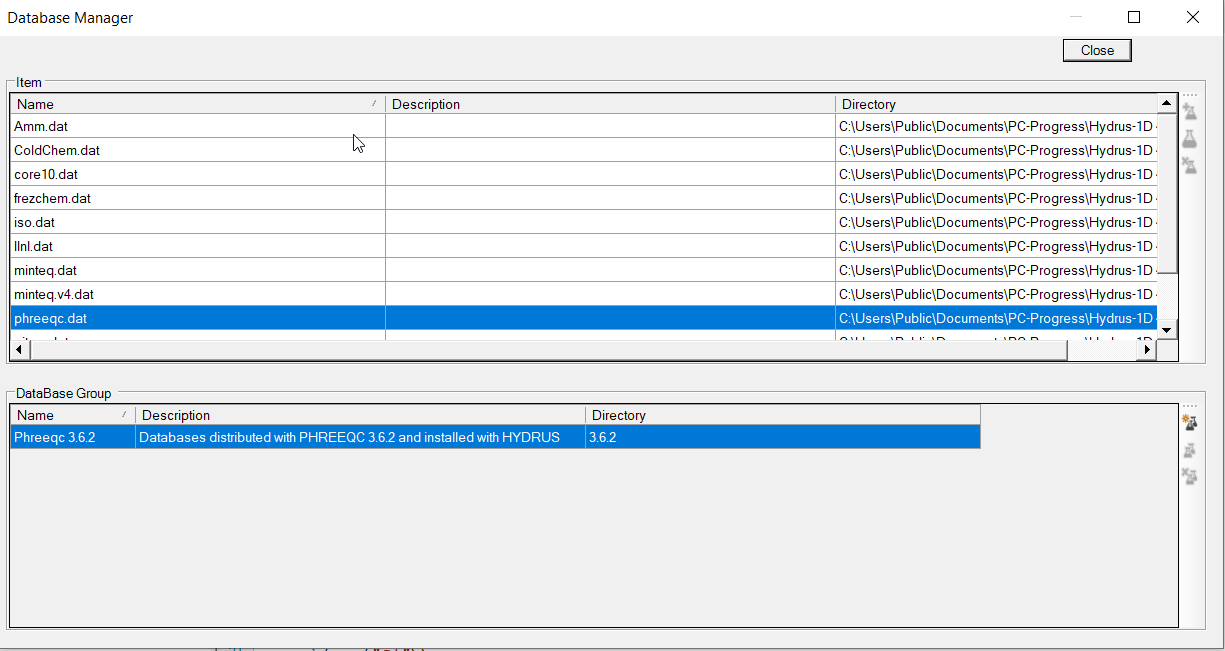 Database Manager
Close
Item
Name Description Directory
Amm.dat C:\Users\Public\Documents\PC-Progress\Hydrus-1D
ColdChem.dat C:\Users\Public\Documents\PC-Progress\Hydrus-1D
core10.dat C:\Users\Public\Documents\PC-Progress\Hydrus-1D
frezchem.dat C:\Users\Public\Documents\PC-Progress\Hydrus-1D
iso.dat C:\Users\Public\Documents\PC-Progress\Hydrus-1D
llnl.dat C:\Users\Public\Documents\PC-Progress\Hydrus-1D
minteq.dat C:\Users\Public\Documents\PC-Progress\Hydrus-1D
minteq.v4.dat C:\Users\Public\Documents\PC-Progress\Hydrus-1D
phreeqc.dat C:\Users\Public\Documents\PC-Progress\Hydrus-1D
DataBase Group
Name Description Directory
Phreeqc 3.6.2 Databases distributed with PHREEQC 3.6.2 and installed with HYDRUS 3.6.2